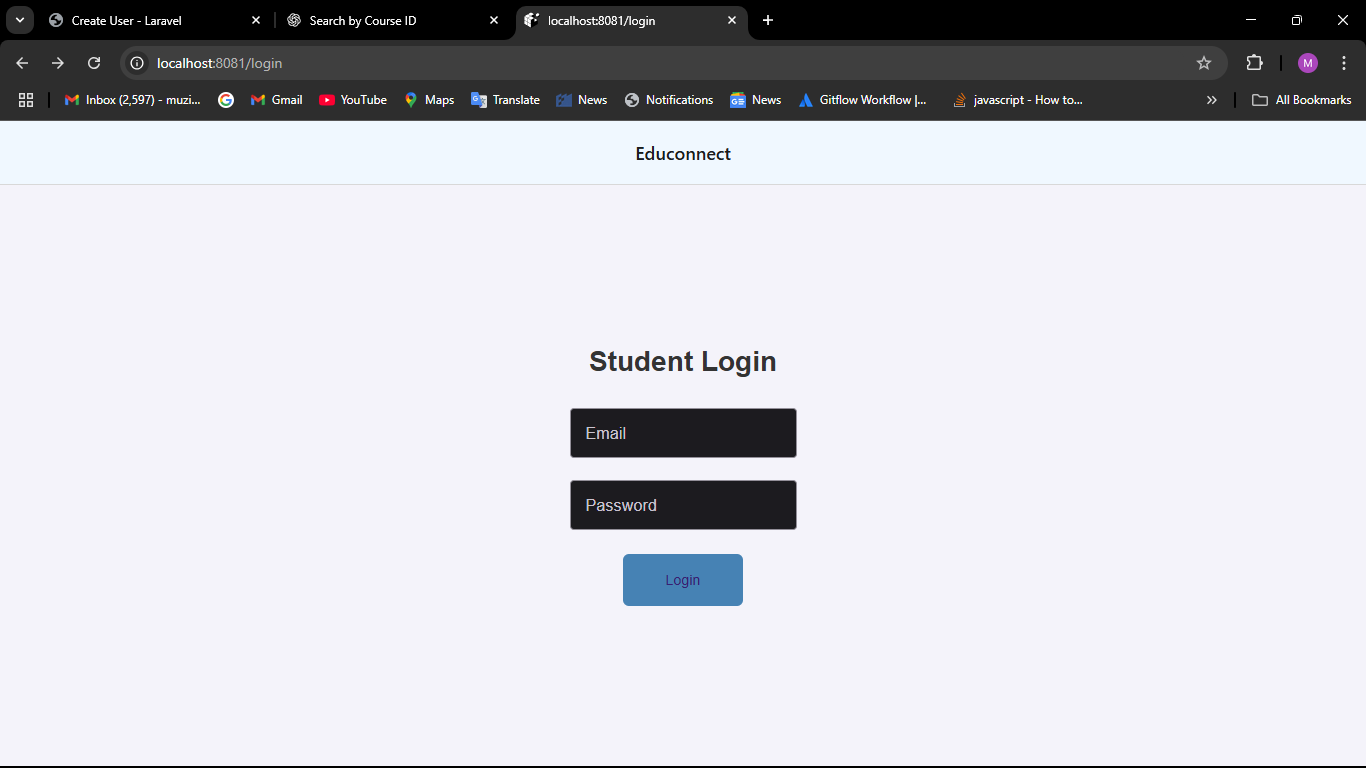 Create User - Laravel
Search by Course ID
localhost:8081/login
localhost:8081/login
M
Inbox (2,597) - muzi...
Gmail
YouTube
Maps
Translate
News
Notifications
News
Gitflow Workflow |...
javascript - How to...
All Bookmarks
Educonnect
Student Login
Email
Password
Login